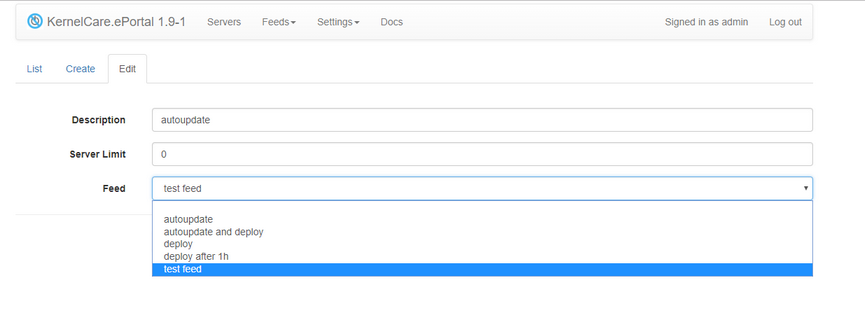 KernelCare.ePortal 1.9-1 Servers Feeds Settings Docs Signed in as admin Log out
List Create Edit
Description autoupdate
Server Limit 0
Feed test feed
autoupdate
autoupdate and deploy
deploy
deploy after 1h
test feed